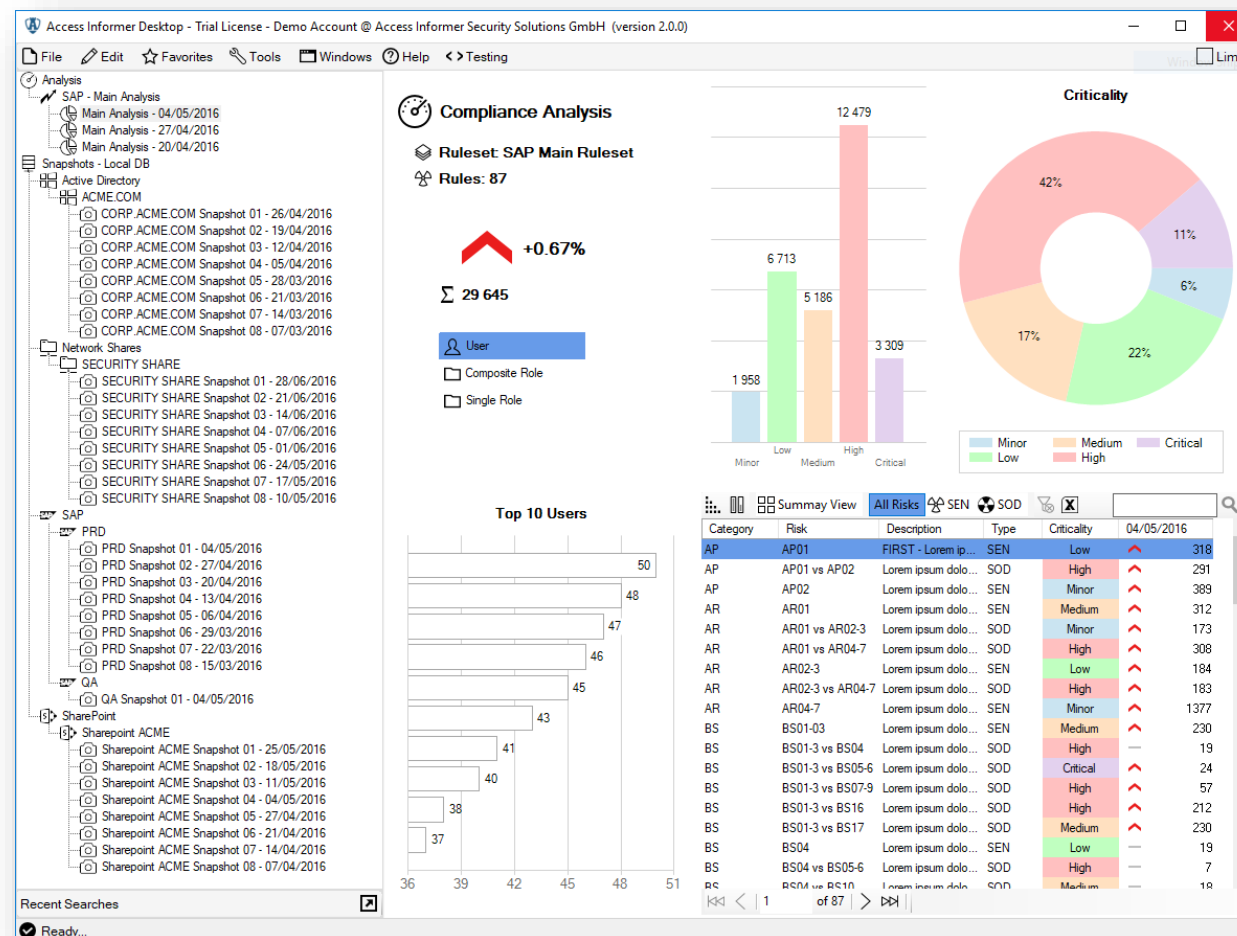 Access Informer Desktop - Trial License - Demo Account @ Access Informer Security Solutions GmbH (version 2.0.0)
File Edit Favorites Tools Windows Help Testing
Lim
Analysis
SAP - Main Analysis
Main Analysis - 04/05/2016
Main Analysis - 27/04/2016
Main Analysis - 20/04/2016
Snapshots - Local DB
Active Directory
ACME.COM
CORP.ACME.COM Snapshot 01 - 26/04/2016
CORP.ACME.COM Snapshot 02 - 19/04/2016
CORP.ACME.COM Snapshot 03 - 12/04/2016
CORP.ACME.COM Snapshot 04 - 05/04/2016
CORP.ACME.COM Snapshot 05 - 28/03/2016
CORP.ACME.COM Snapshot 06 - 21/03/2016
CORP.ACME.COM Snapshot 07 - 14/03/2016
CORP.ACME.COM Snapshot 08 - 07/03/2016
Network Shares
SECURITY SHARE
SECURITY SHARE Snapshot 01 - 28/06/2016
SECURITY SHARE Snapshot 02 - 21/06/2016
SECURITY SHARE Snapshot 03 - 14/06/2016
SECURITY SHARE Snapshot 04 - 07/06/2016
SECURITY SHARE Snapshot 05 - 01/06/2016
SECURITY SHARE Snapshot 06 - 24/05/2016
SECURITY SHARE Snapshot 07 - 17/05/2016
SECURITY SHARE Snapshot 08 - 10/05/2016
SAP
PRD
PRD Snapshot 01 - 04/05/2016
PRD Snapshot 02 - 27/04/2016
PRD Snapshot 03 - 20/04/2016
PRD Snapshot 04 - 13/04/2016
PRD Snapshot 05 - 06/04/2016
PRD Snapshot 06 - 29/03/2016
PRD Snapshot 07 - 22/03/2016
PRD Snapshot 08 - 15/03/2016
QA
QA Snapshot 01 - 04/05/2016
SharePoint
Sharepoint ACME
Sharepoint ACME Snapshot 01 - 25/05/2016
Sharepoint ACME Snapshot 02 - 18/05/2016
Sharepoint ACME Snapshot 03 - 11/05/2016
Sharepoint ACME Snapshot 04 - 04/05/2016
Sharepoint ACME Snapshot 05 - 27/04/2016
Sharepoint ACME Snapshot 06 - 21/04/2016
Sharepoint ACME Snapshot 07 - 14/04/2016
Sharepoint ACME Snapshot 08 - 07/04/2016
Recent Searches
Ready...
Compliance Analysis
Ruleset: SAP Main Ruleset
Rules: 87
+0.67%
Σ 29 645
User
Composite Role
Single Role
12 479
6 713
5 186
3 309
1 958
Minor Low Medium High Critical
Criticality
42%
11%
6%
17%
22%
Minor Medium Critical
Low High
Top 10 Users
50
48
47
46
45
43
41
40
38
37
36 39 42 45 48 51
Summay View All Risks SEN SOD X
Category Risk Description Type Criticality 04/05/2016
AP AP01 FIRST - Lorem ip... SEN Low 318
AP AP01 vs AP02 Lorem ipsum dolo... SOD High 291
AP AP02 Lorem ipsum dolo... SEN Minor 389
AR AR01 Lorem ipsum dolo... SEN Medium 312
AR AR01 vs AR02-3 Lorem ipsum dolo... SOD Minor 173
AR AR01 vs AR04-7 Lorem ipsum dolo... SOD High 308
AR AR02-3 Lorem ipsum dolo... SEN Low 184
AR AR02-3 vs AR04-7 Lorem ipsum dolo... SOD High 183
AR AR04-7 Lorem ipsum dolo... SEN Minor 1377
BS BS01-03 Lorem ipsum dolo... SEN Medium 230
BS BS01-3 vs BS04 Lorem ipsum dolo... SOD High 19
BS BS01-3 vs BS05-6 Lorem ipsum dolo... SOD Critical 24
BS BS01-3 vs BS07-9 Lorem ipsum dolo... SOD High 57
BS BS01-3 vs BS16 Lorem ipsum dolo... SOD High 212
BS BS01-3 vs BS17 Lorem ipsum dolo... SOD Medium 230
BS BS04 Lorem ipsum dolo... SEN Low 19
BS BS04 vs BS05-6 Lorem ipsum dolo... SOD High 7
BS BS04 vs BS10 Lorem ipsum dolo... SOD Medium 18
1 of 87